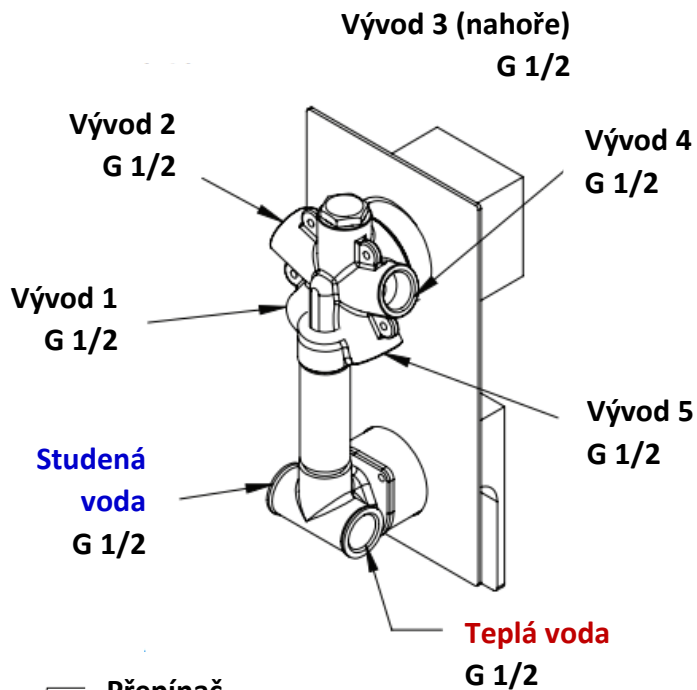 Vývod 3 (nahoře)
G 1/2
Vývod 2
G 1/2
Vývod 4
G 1/2
Vývod 1
G 1/2
Vývod 5
G 1/2
Studená
voda
G 1/2
Teplá voda
G 1/2
Přepínač